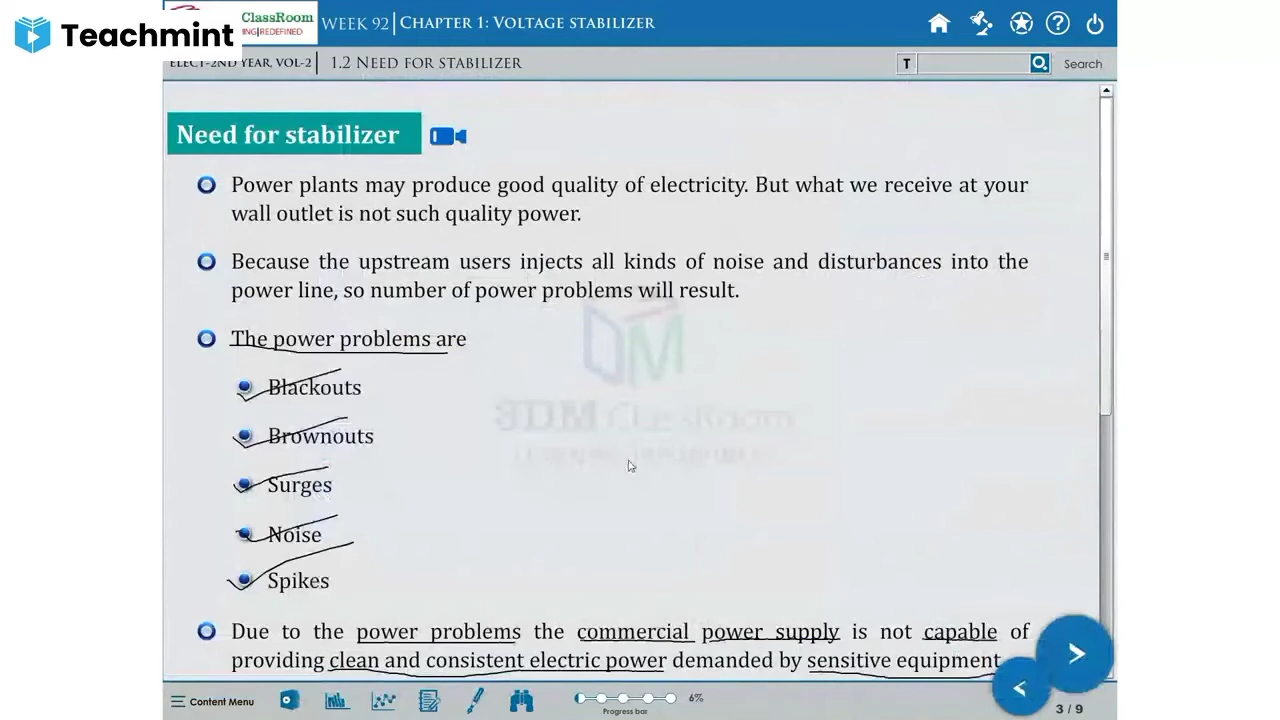 Teachmint
ClassRoom
NG|REDEFINED
WEEK 92 | CHAPTER 1: VOLTAGE STABILIZER
ELECT-2ND YEAR, VOL-2 | 1.2 NEED FOR STABILIZER
T
Search
Need for stabilizer
Power plants may produce good quality of electricity. But what we receive at your
wall outlet is not such quality power.
Because the upstream users injects all kinds of noise and disturbances into the
power line, so number of power problems will result.
The power problems are
Blackouts
Brownouts
Surges
Noise
Spikes
3DM CLASSROOM
Due to the power problems the commercial power supply is not capable of
providing clean and consistent electric power demanded by sensitive equipment
Content Menu
6%
Progress bar
3 / 9